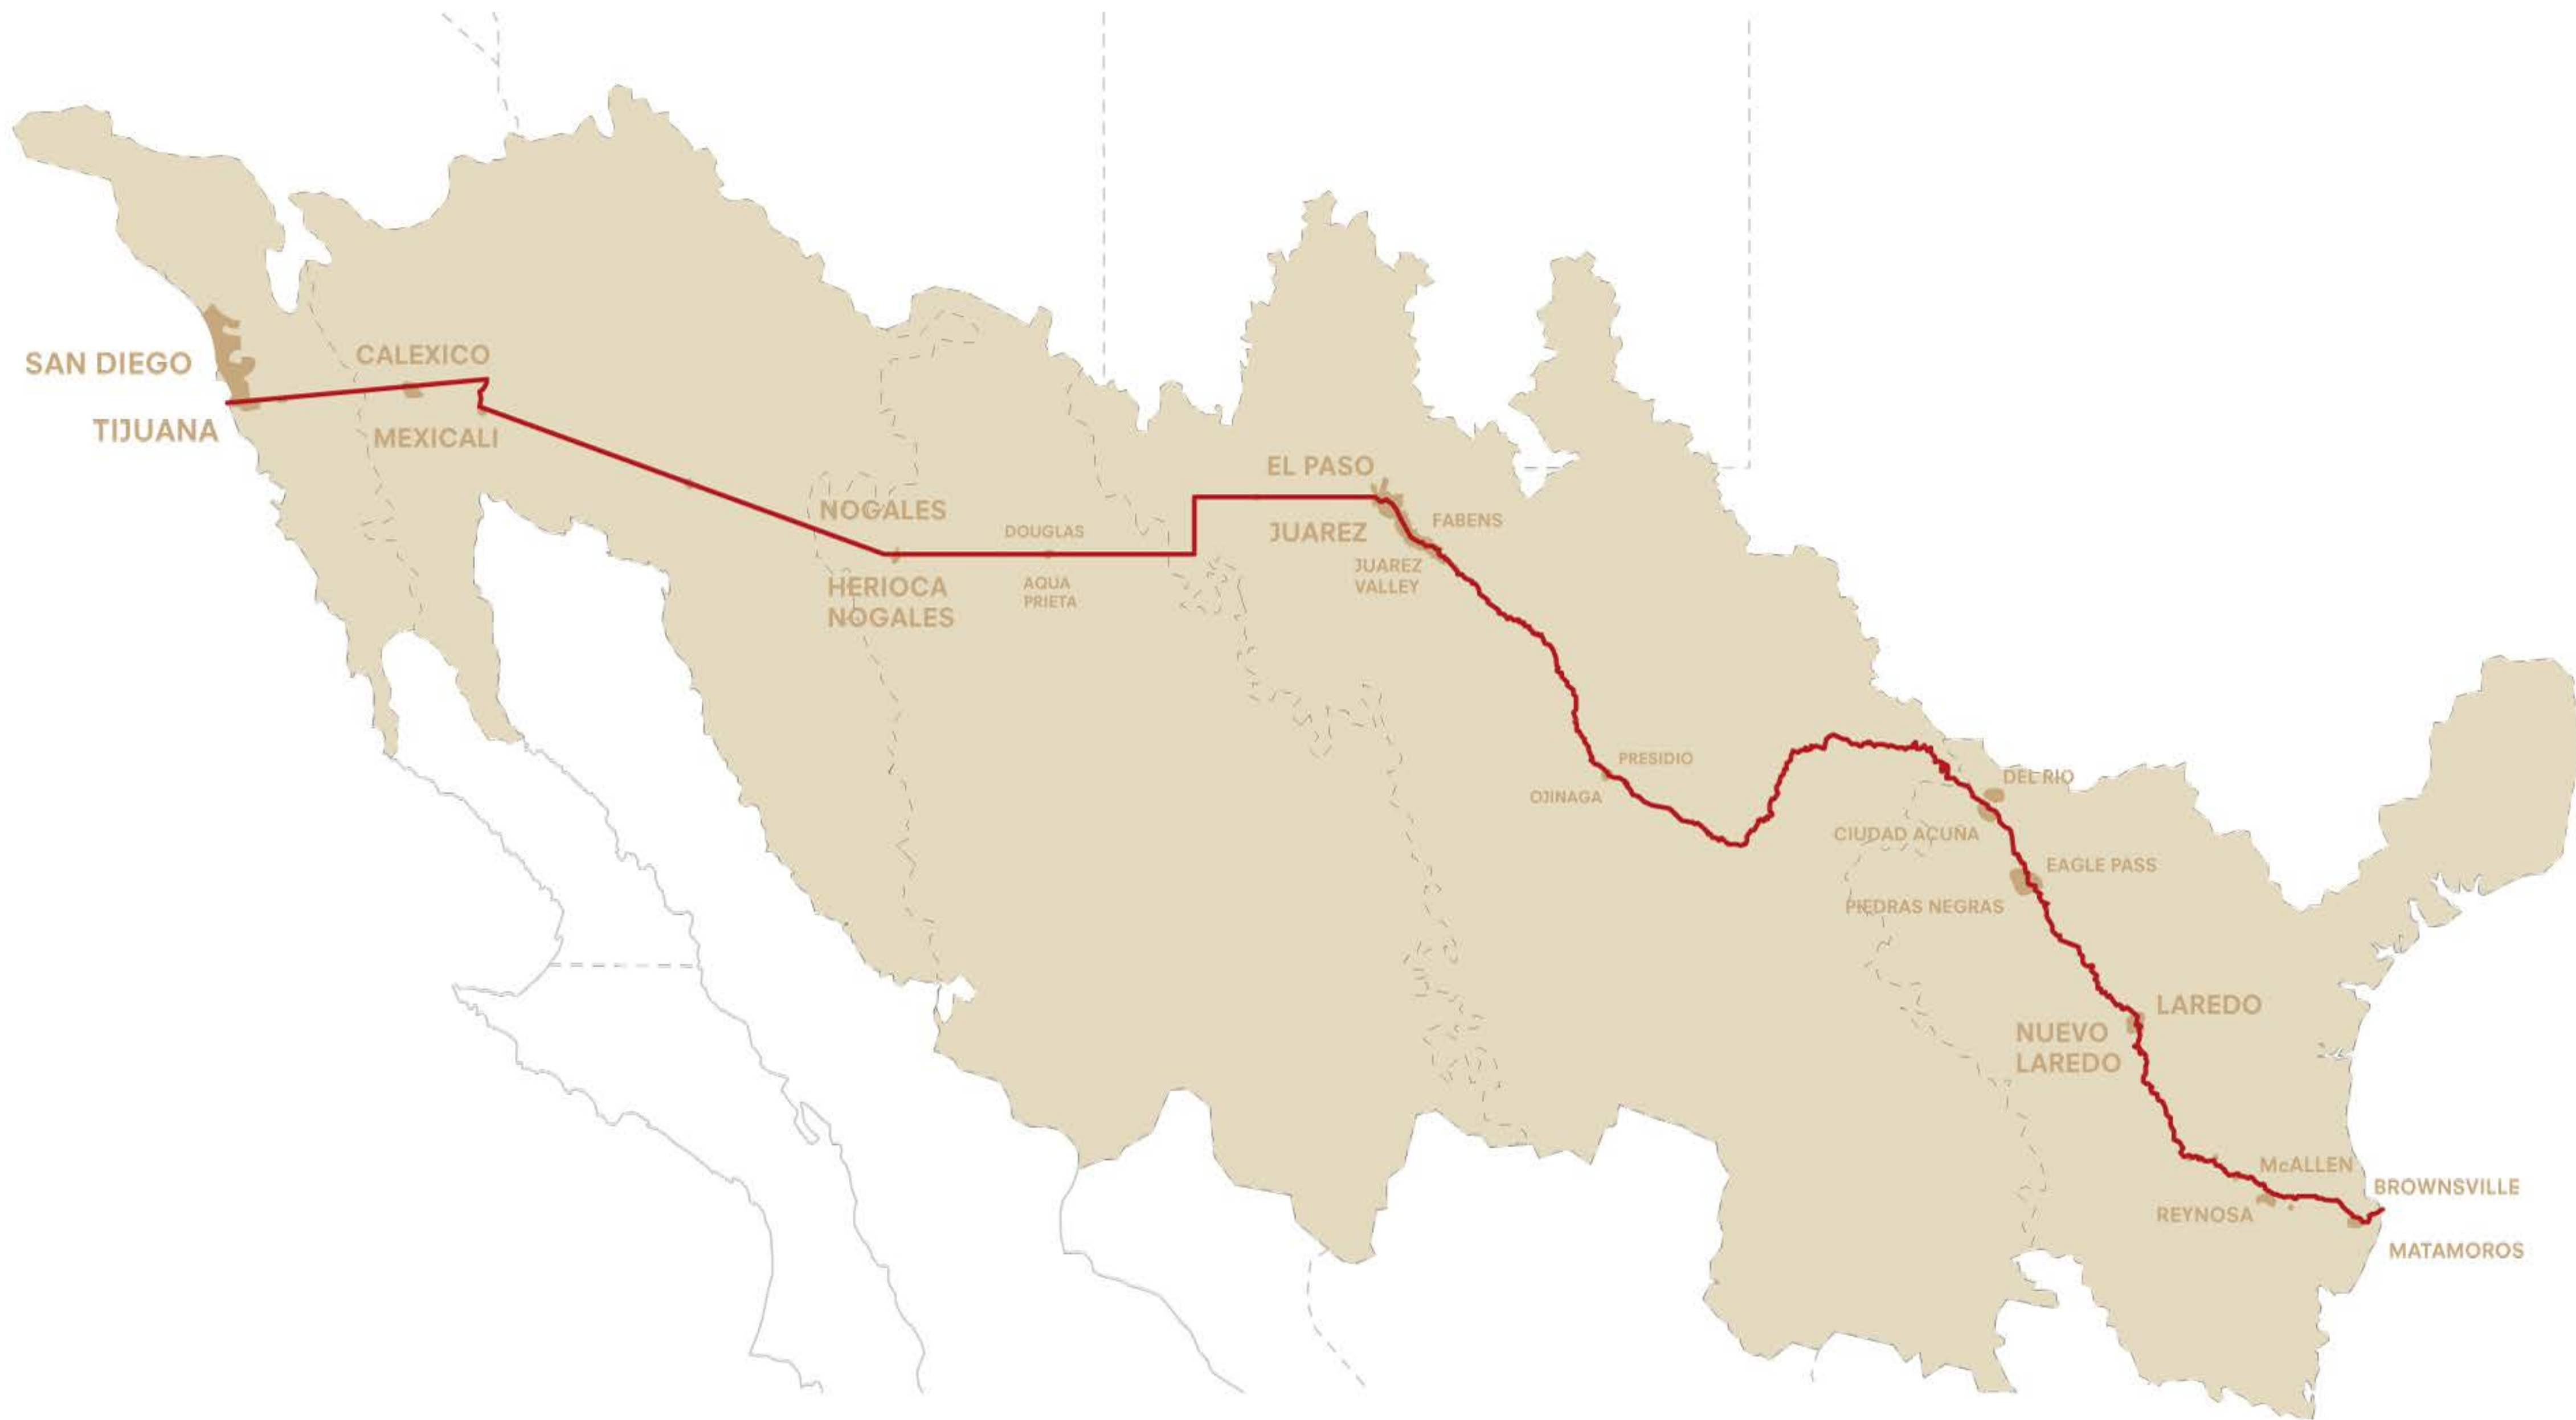 SAN DIEGO
TIJUANA
CALEXICO
MEXICALI
NOGALES
HERIOCA
NOGALES
DOUGLAS
AQUA
PRIETA
EL PASO
JUAREZ
FABENS
JUAREZ
VALLEY
PRESIDIO
OJINAGA
DEL RIO
CIUDAD ACUÑA
EAGLE PASS
PIEDRAS NEGRAS
LAREDO
NUEVO
LAREDO
McALLEN
REYNOSA
BROWNSVILLE
MATAMOROS